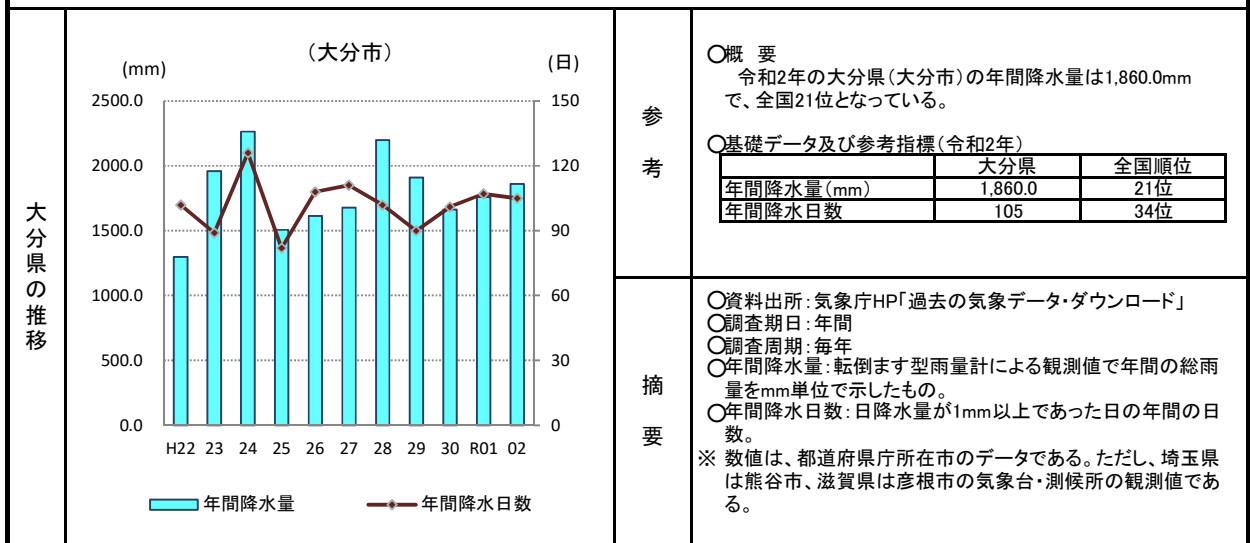 大分県の推移
（大分市）
(mm)
(日)
2500.0
2000.0
1500.0
1000.0
500.0
0.0
150
120
90
60
30
0
H22 23 24 25 26 27 28 29 30 R01 02
年間降水量 年間降水日数
参考
○概 要
令和2年の大分県（大分市）の年間降水量は1,860.0mm
で、全国21位となっている。
○基礎データ及び参考指標（令和2年）
大分県 全国順位
年間降水量（mm） 1,860.0 21位
年間降水日数 105 34位
摘要
○資料出所：気象庁HP「過去の気象データ・ダウンロード」
○調査期日：年間
○調査周期：毎年
○年間降水量：転倒ます型雨量計による観測値で年間の総雨
量をmm単位で示したもの。
○年間降水日数：日降水量が1mm以上であった日の年間の日
数。
※ 数値は、都道府県庁所在市のデータである。ただし、埼玉県
は熊谷市、滋賀県は彦根市の気象台・測候所の観測値であ
る。